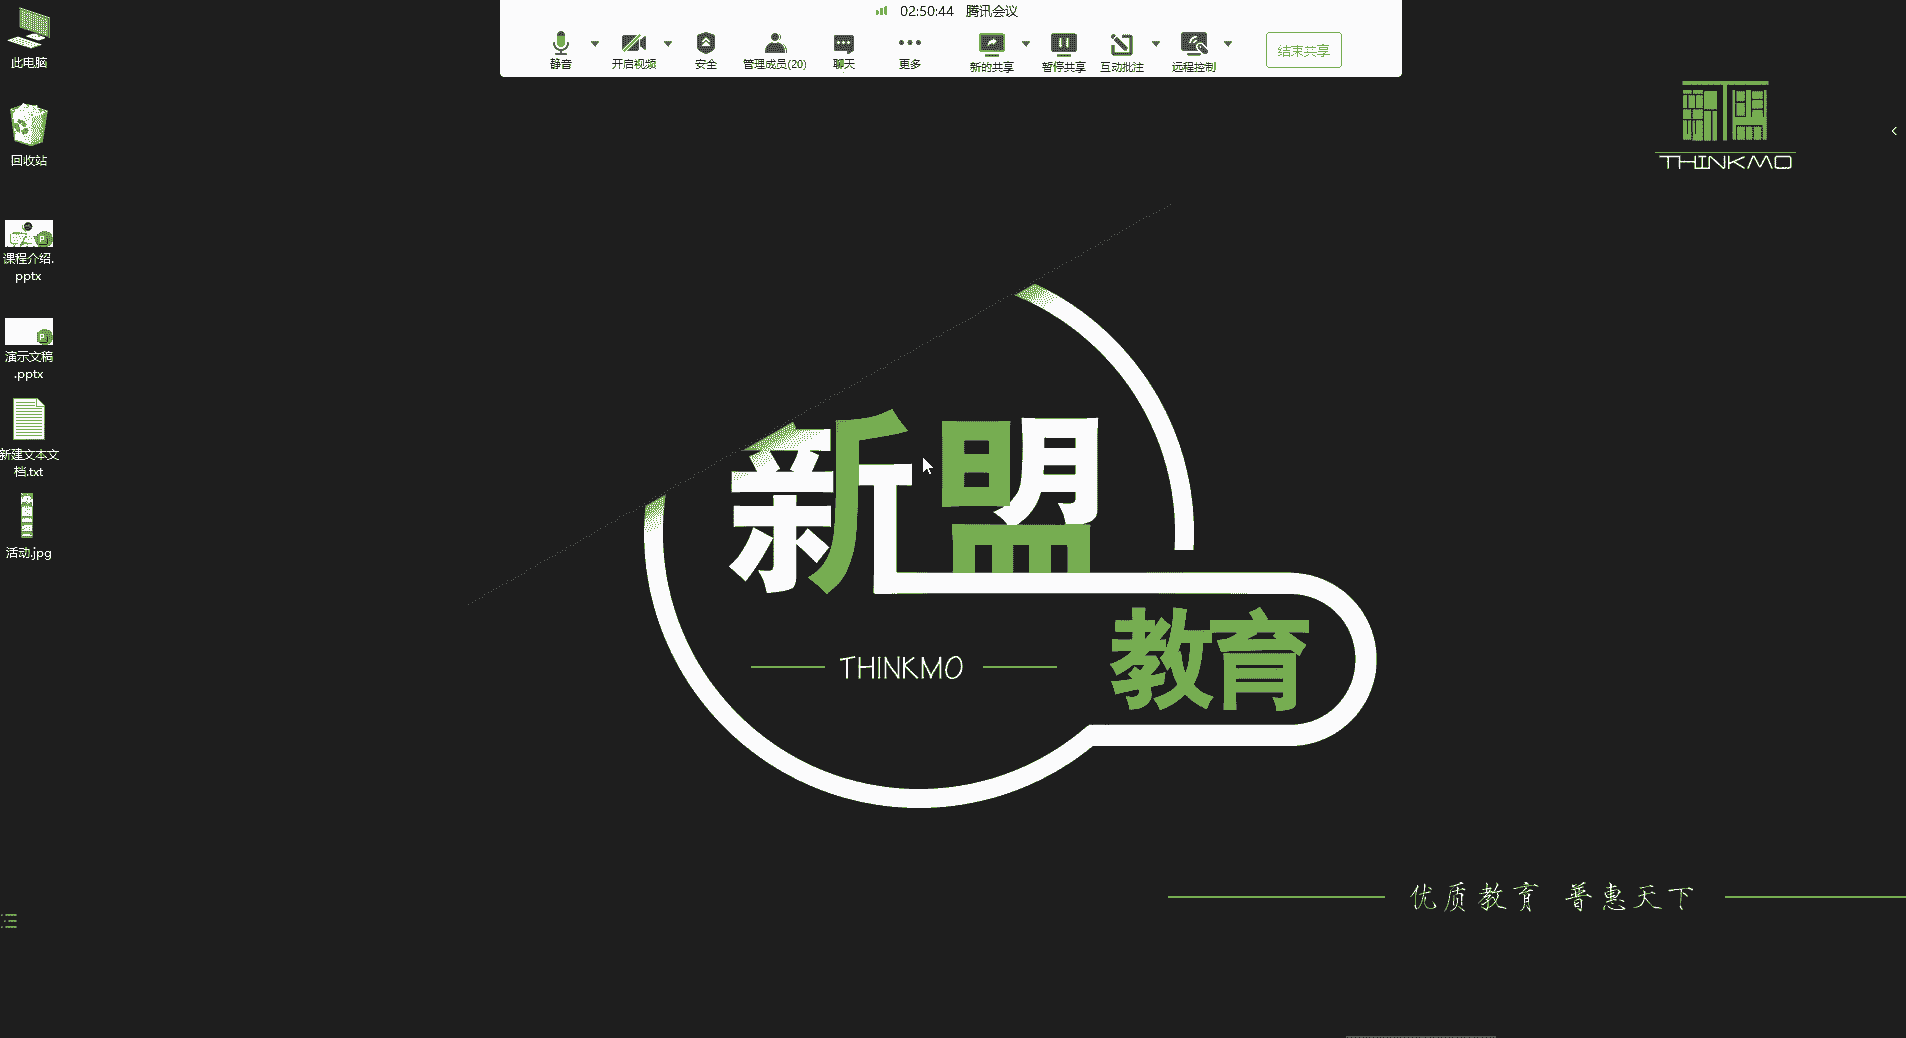 02:50:44 腾讯会议
静音 开启视频 安全 管理成员(20) 聊天 更多 新的共享 暂停共享 互动批注 远程控制 结束共享
此电脑
回收站
课程介绍.
pptx
演示文稿
.pptx
新建文本文
档.txt
活动.jpg
新盟
THINKMO
新盟
教育
THINKMO
优质教育 普惠天下